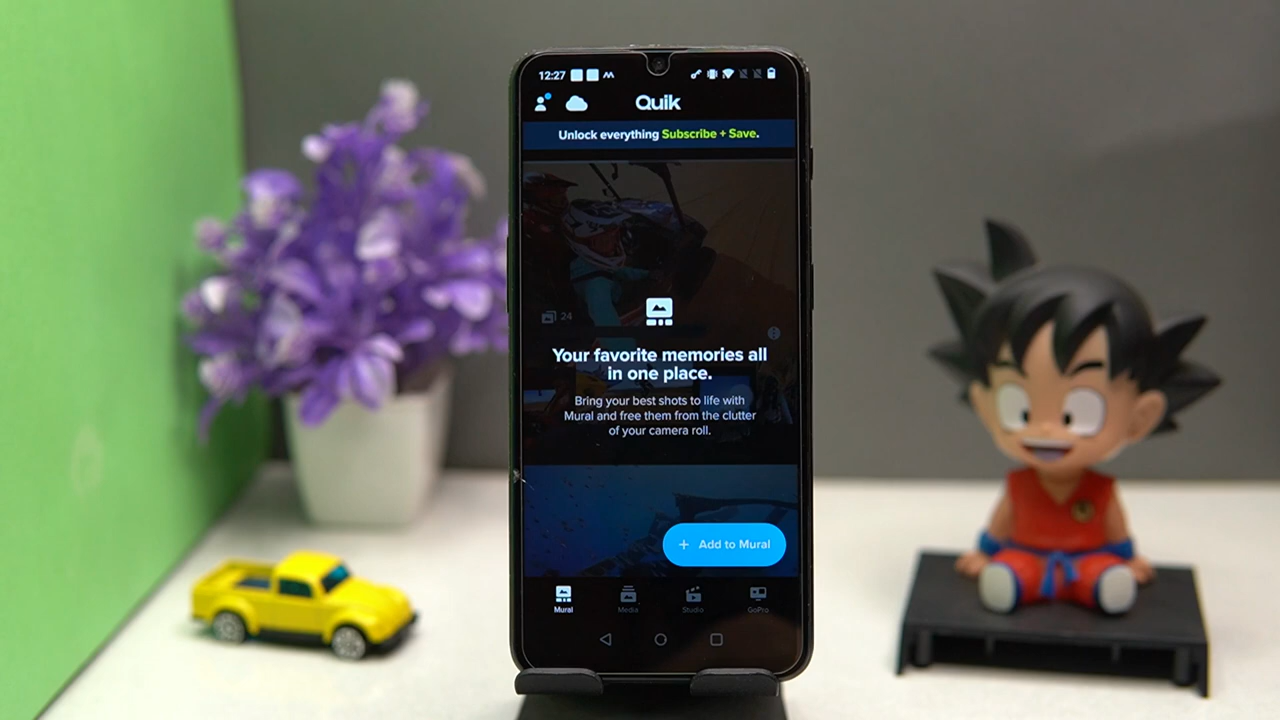 12:27
Quik
Unlock everything Subscribe + Save.
24
Your favorite memories all
in one place.
Bring your best shots to life with
Mural and free them from the clutter
of your camera roll.
+ Add to Mural
Mural Media Studio GoPro